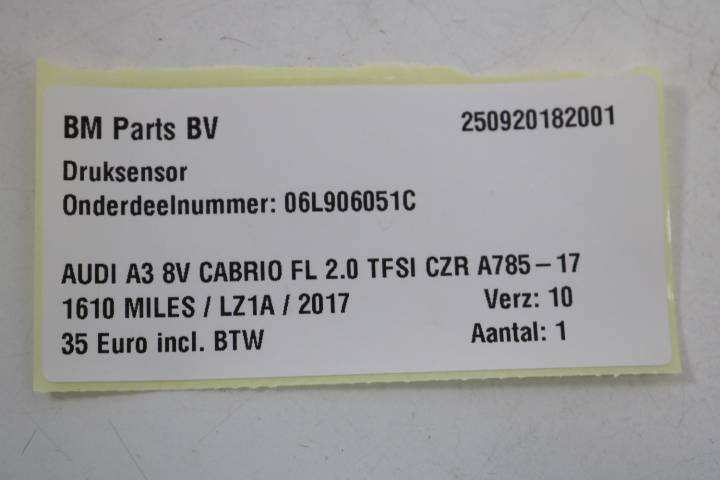 BM Parts BV 250920182001
Druksensor
Onderdeelnummer: 06L906051C
AUDI A3 8V CABRIO FL 2.0 TFSI CZR A785-17
1610 MILES / LZ1A / 2017 Verz: 10
35 Euro incl. BTW Aantal: 1